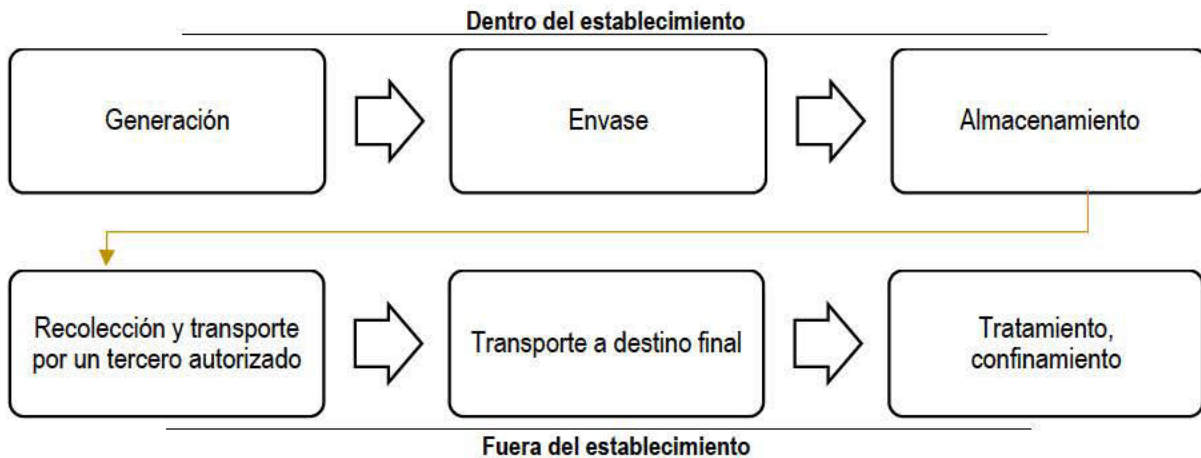 Dentro del establecimiento
Generación
Envase
Almacenamiento
Recolección y transporte
por un tercero autorizado
Transporte a destino final
Tratamiento,
confinamiento
Fuera del establecimiento